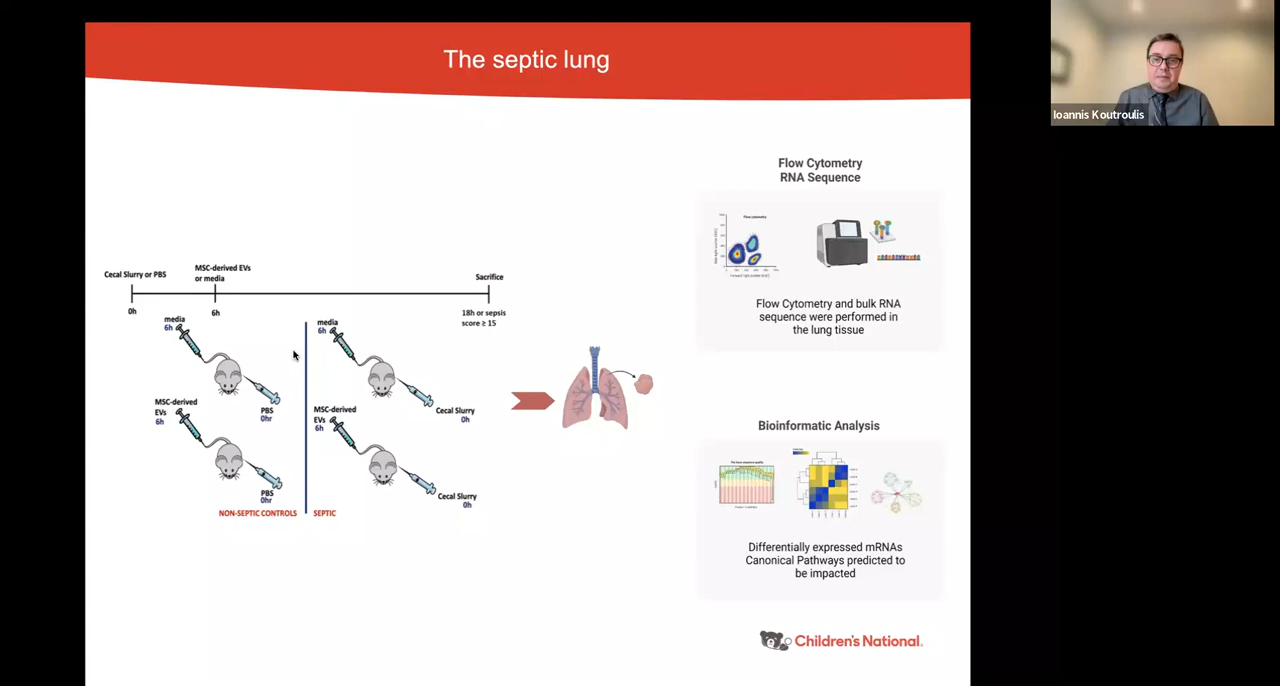 The septic lung
Ioannis Koutroulis
Cecal Slurry or PBS
MSC-derived EVs
or media
Sacrifice
0h
6h
18h or sepsis
score ≥ 15
media
6h
PBS
0hr
MSC-derived
EVs
6h
PBS
0hr
NON-SEPTIC CONTROLS
media
6h
Cecal Slurry
0h
MSC-derived
EVs 6h
Cecal Slurry
0h
SEPTIC
Flow Cytometry
RNA Sequence
Flow cytometry
Flow Cytometry and bulk RNA
sequence were performed in
the lung tissue
Bioinformatic Analysis
Differentially expressed mRNAs
Canonical Pathways predicted to
be impacted
Children's National.